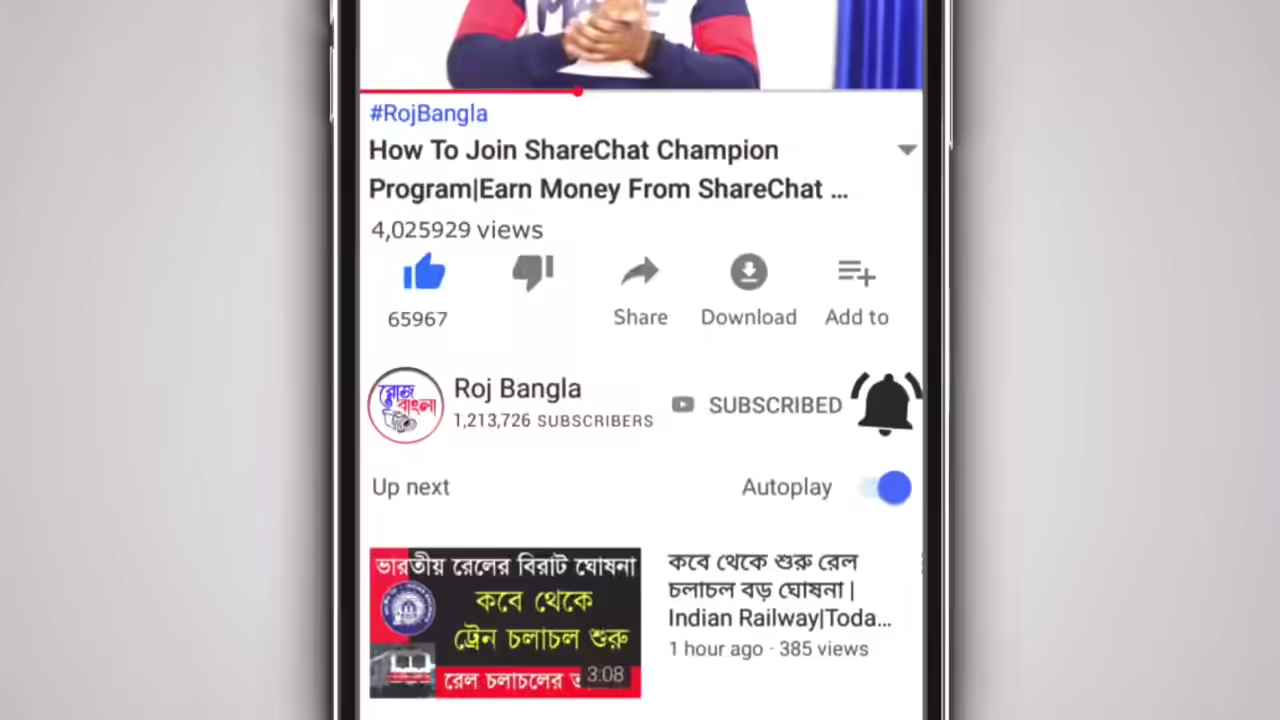 #RojBangla
How To Join ShareChat Champion
Program|Earn Money From ShareChat ...
4,025929 views
65967
Share
Download
Add to
রোজ
বাংলা
Roj Bangla
1,213,726 SUBSCRIBERS
SUBSCRIBED
Up next
Autoplay
ভারতীয় রেলের বিরাট ঘোষনা
কবে থেকে
ট্রেন চলাচল শুরু
রেল চলাচলের
3:08
কবে থেকে শুরু রেল
চলাচল বড় ঘোষনা |
Indian Railway|Toda...
1 hour ago · 385 views